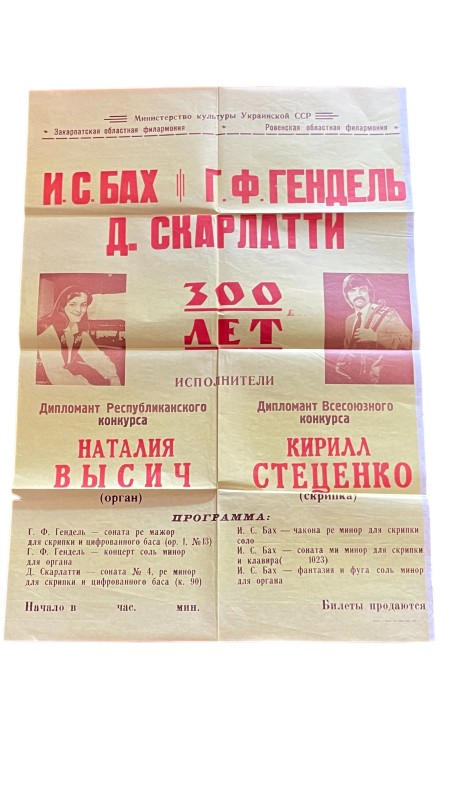 Министерство культуры Украинской ССР
Закарпатская областная филармония Ровенская областная филармония
И. С. БАХ Г. Ф. ГЕНДЕЛЬ
Д. СКАРЛАТТИ
300
ЛЕТ
ИСПОЛНИТЕЛИ
Дипломант Республиканского
конкурса
НАТАЛИЯ
ВЫСИЧ
(орган)
Дипломант Всесоюзного
конкурса
КИРИЛЛ
СТЕЦЕНКО
(скрипка)
ПРОГРАММА:
Г. Ф. Гендель — соната ре мажор
для скрипки и цифрованного баса (op. I. №13)
Г. Ф. Гендель — концерт соль минор
для органа
Д. Скарлатти — соната № 4, ре минор
для скрипки и цифрованного баса (к. 90)
И. С. Бах — чакона ре минор для скрипки
соло
И. С. Бах — соната ми минор для скрипки
и клавира( 1023)
И. С. Бах — фантазия и фуга соль минор
для органа
Начало в час. мин.
Билеты продаются